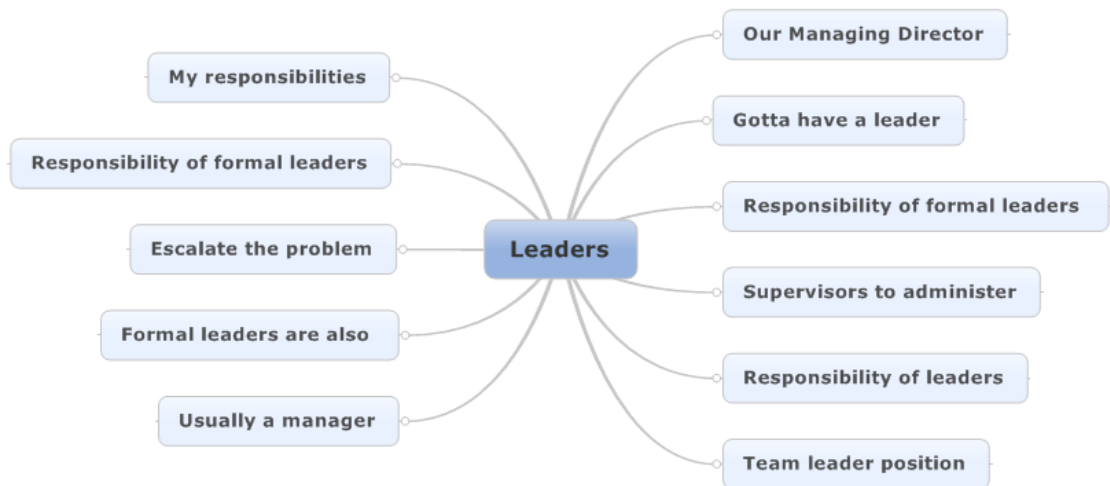 Our Managing Director
My responsibilities
Gotta have a leader
Responsibility of formal leaders
Responsibility of formal leaders
Leaders
Escalate the problem
Supervisors to administer
Formal leaders are also
Responsibility of leaders
Usually a manager
Team leader position